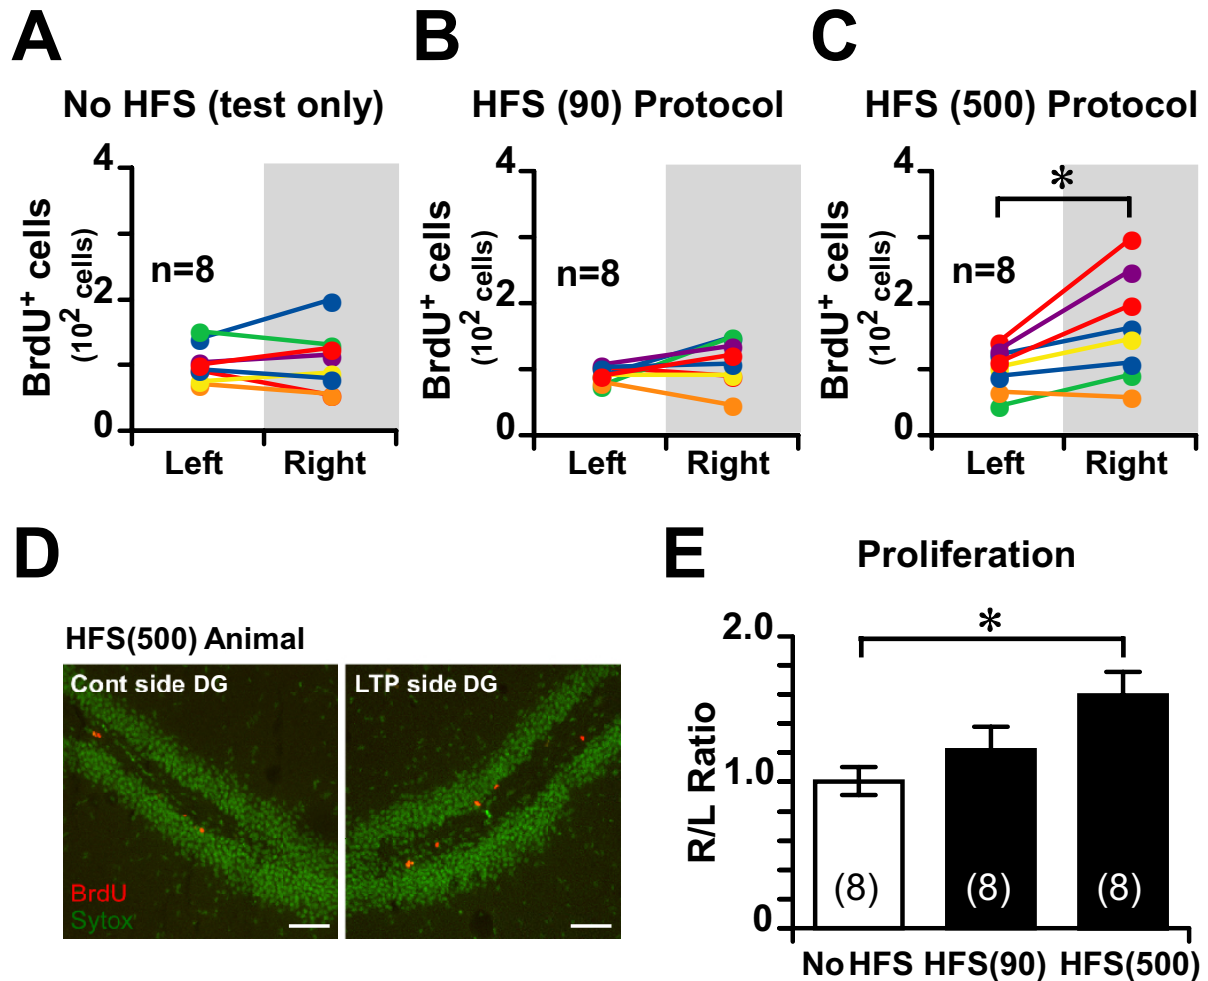 A
No HFS (test only)
4
2
0
BrdU⁺ cells
(10² cells)
n=8
Left
Right
B
HFS (90) Protocol
4
2
0
BrdU⁺ cells
(10² cells)
n=8
Left
Right
C
HFS (500) Protocol
4
2
0
BrdU⁺ cells
(10² cells)
n=8
*
Left
Right
D
HFS(500) Animal
Cont side DG
LTP side DG
BrdU
Sytox
E
Proliferation
2.0
1.0
0
R/L Ratio
*
(8)
(8)
(8)
No HFS
HFS(90)
HFS(500)